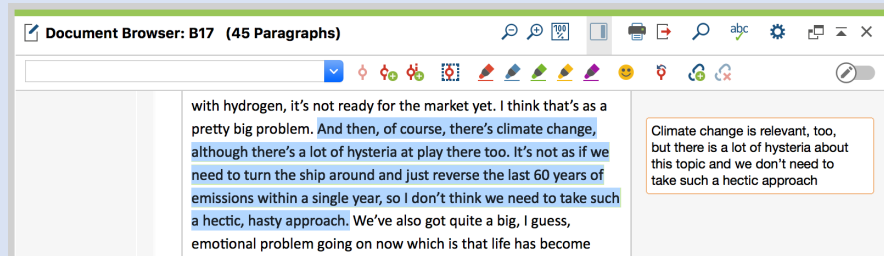 Document Browser: B17 (45 Paragraphs)
100
%
abc
with hydrogen, it’s not ready for the market yet. I think that’s as a
pretty big problem. And then, of course, there’s climate change,
although there’s a lot of hysteria at play there too. It’s not as if we
need to turn the ship around and just reverse the last 60 years of
emissions within a single year, so I don’t think we need to take such
a hectic, hasty approach. We’ve also got quite a big, I guess,
emotional problem going on now which is that life has become
Climate change is relevant, too,
but there is a lot of hysteria about
this topic and we don’t need to
take such a hectic approach